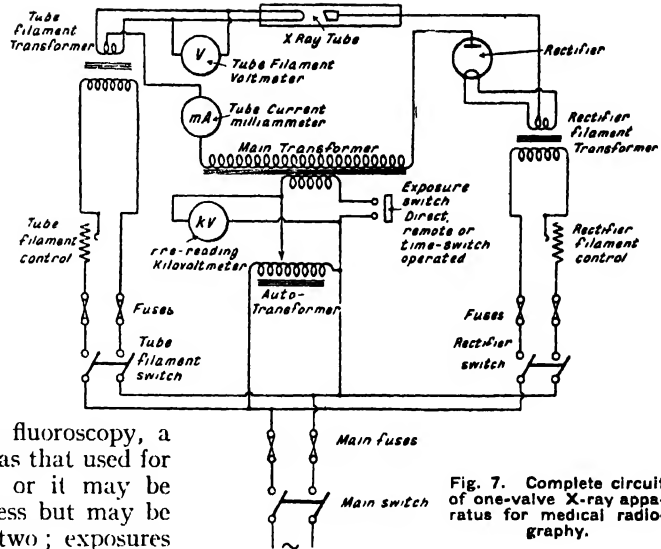 Tube
filament
Transformer
X Ray Tube
Rectifier
V
Tube Filament
Voltmeter
mA
Tube Current
milliammeter
Main Transformer
Rectifier
filament
Transformer
Exposure
switch
Direct,
remote or
time-switch
operated
kV
Pre-reading
Kilovoltmeter
Tube
filament
control
Rectifier
filament
control
Auto-
Transformer
Fuses
Fuses
Tube
filament
switch
Rectifier
switch
fluoroscopy, a
as that used for
or it may be
ess but may be
two; exposures
Main fuses
Main switch
~
Fig. 7. Complete circuit
of one-valve X-ray appa-
ratus for medical radio-
graphy.